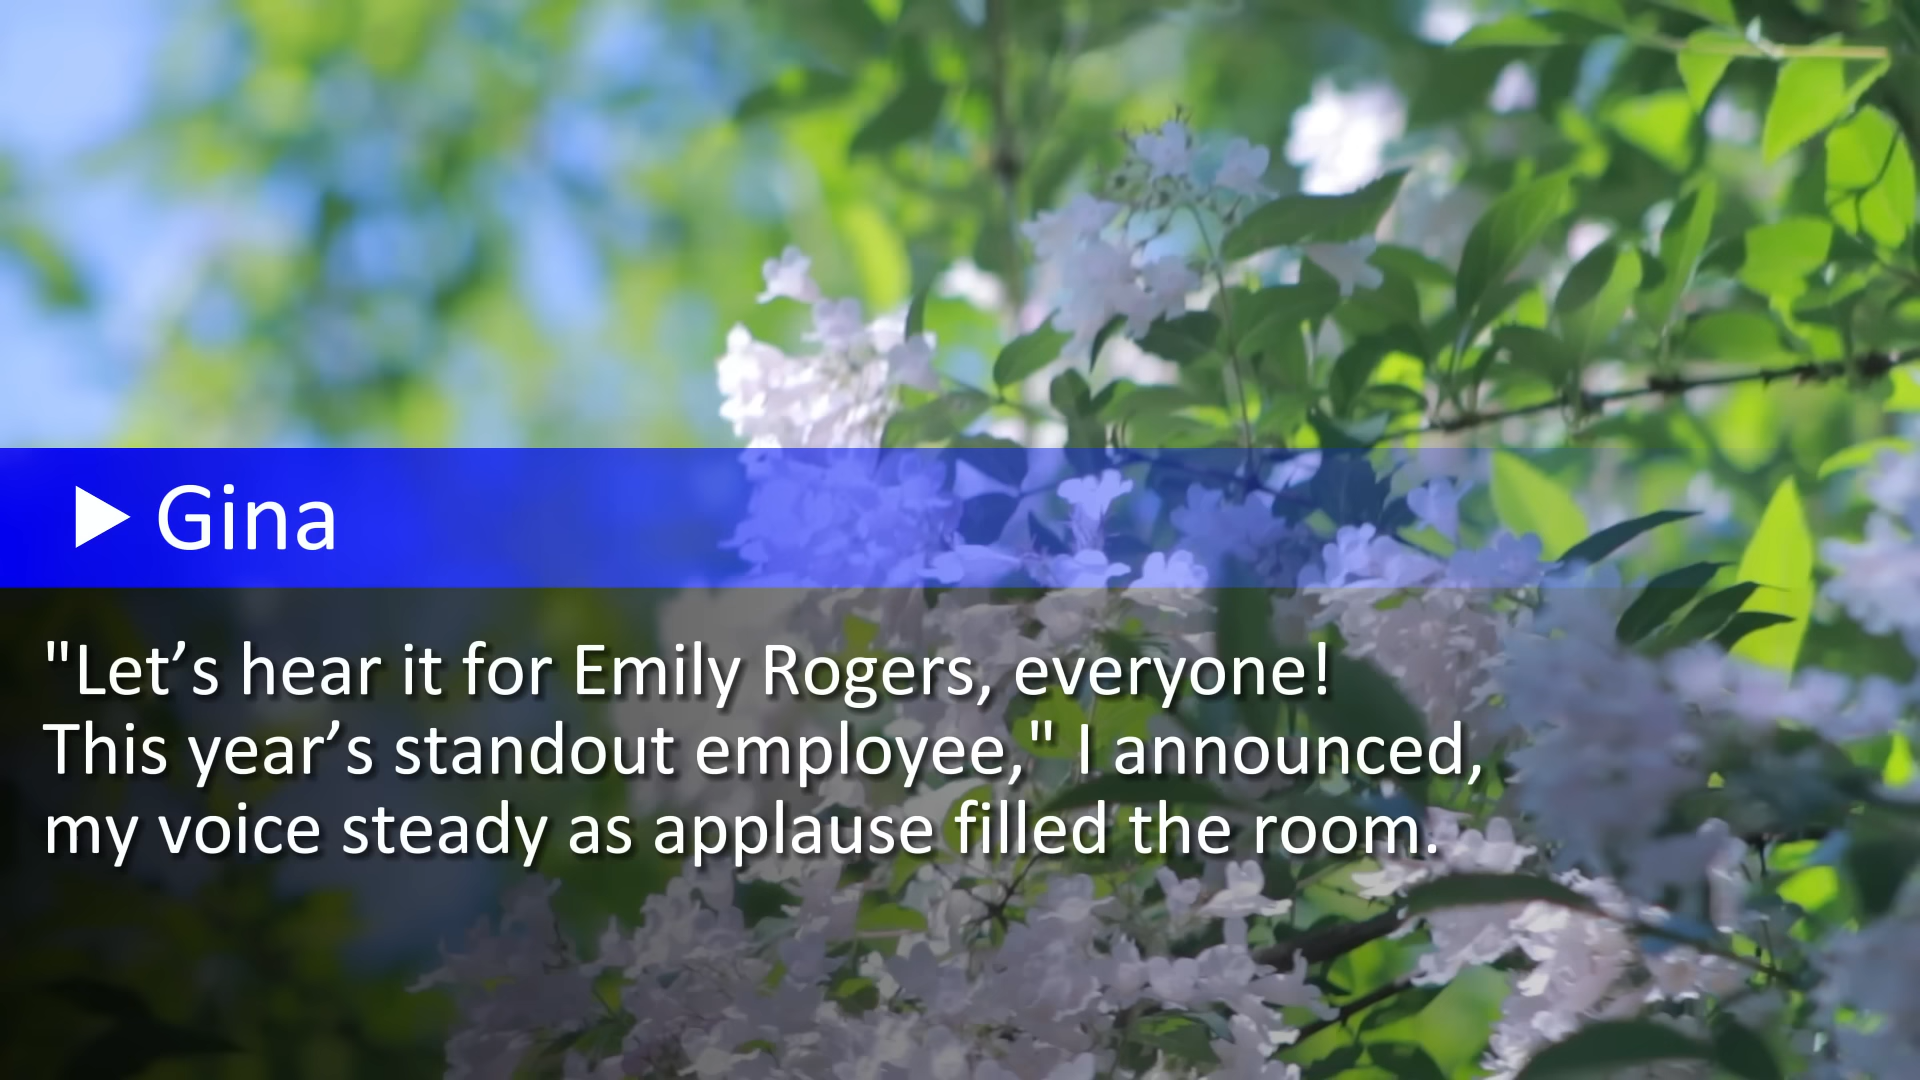 Gina
"Let’s hear it for Emily Rogers, everyone!
This year’s standout employee," I announced,
my voice steady as applause filled the room.